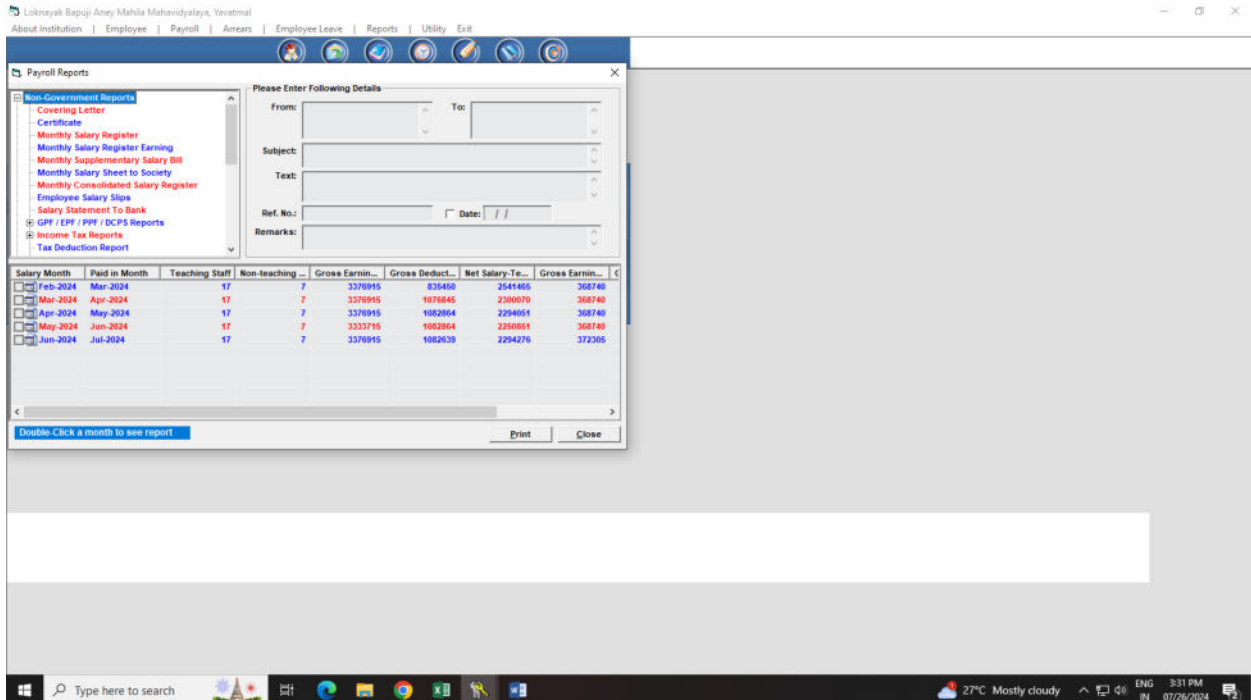 Loknayak Bapuji Aney Mahila Mahavidyalaya, Yavatmal
About Institution | Employee | Payroll | Arrears | Employee Leave | Reports | Utility Exit
Payroll Reports
Non-Government Reports
Covering Letter
Certificate
Monthly Salary Register
Monthly Salary Register Earning
Monthly Supplementary Salary Bill
Monthly Salary Sheet to Society
Monthly Consolidated Salary Register
Employee Salary Slips
Salary Statement To Bank
GPF / EPF / PPF / DCPS Reports
Income Tax Reports
Tax Deduction Report
Please Enter Following Details
From: To:
Subject:
Text:
Ref. No.: Date: / /
Remarks:
Salary Month Paid in Month Teaching Staff Non-teaching ... Gross Earnin... Gross Deduct... Net Salary-Te... Gross Earnin...
Feb-2024 Mar-2024 17 7 3376915 835450 2541465 368740
Mar-2024 Apr-2024 17 7 3376915 1076845 2300070 368740
Apr-2024 May-2024 17 7 3376915 1082864 2294051 368740
May-2024 Jun-2024 17 7 3333715 1082864 2250851 368740
Jun-2024 Jul-2024 17 7 3376915 1082639 2294276 372305
Double-Click a month to see report
Print Close
Type here to search
27°C Mostly cloudy
ENG
IN
3:31 PM
07/26/2024